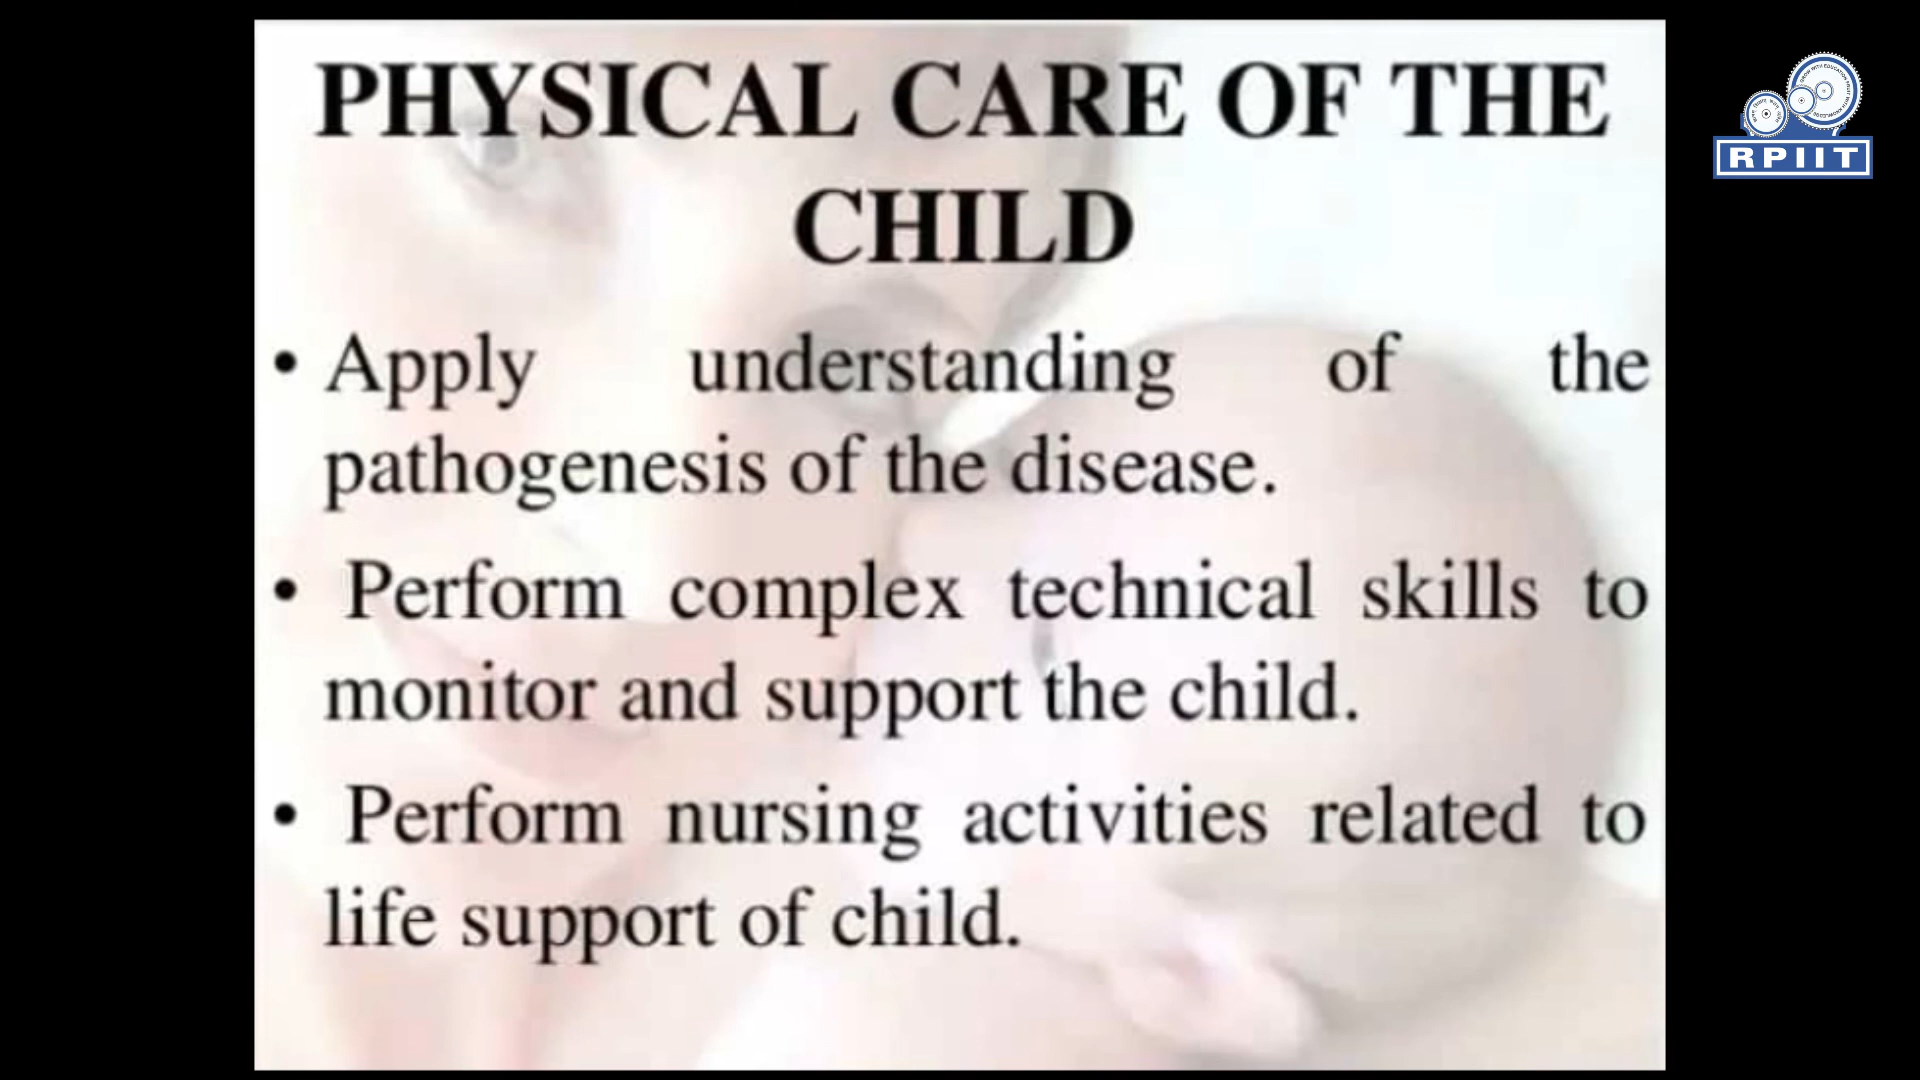 PHYSICAL CARE OF THE
CHILD
• Apply understanding of the
pathogenesis of the disease.
• Perform complex technical skills to
monitor and support the child.
• Perform nursing activities related to
life support of child.
RPIIT